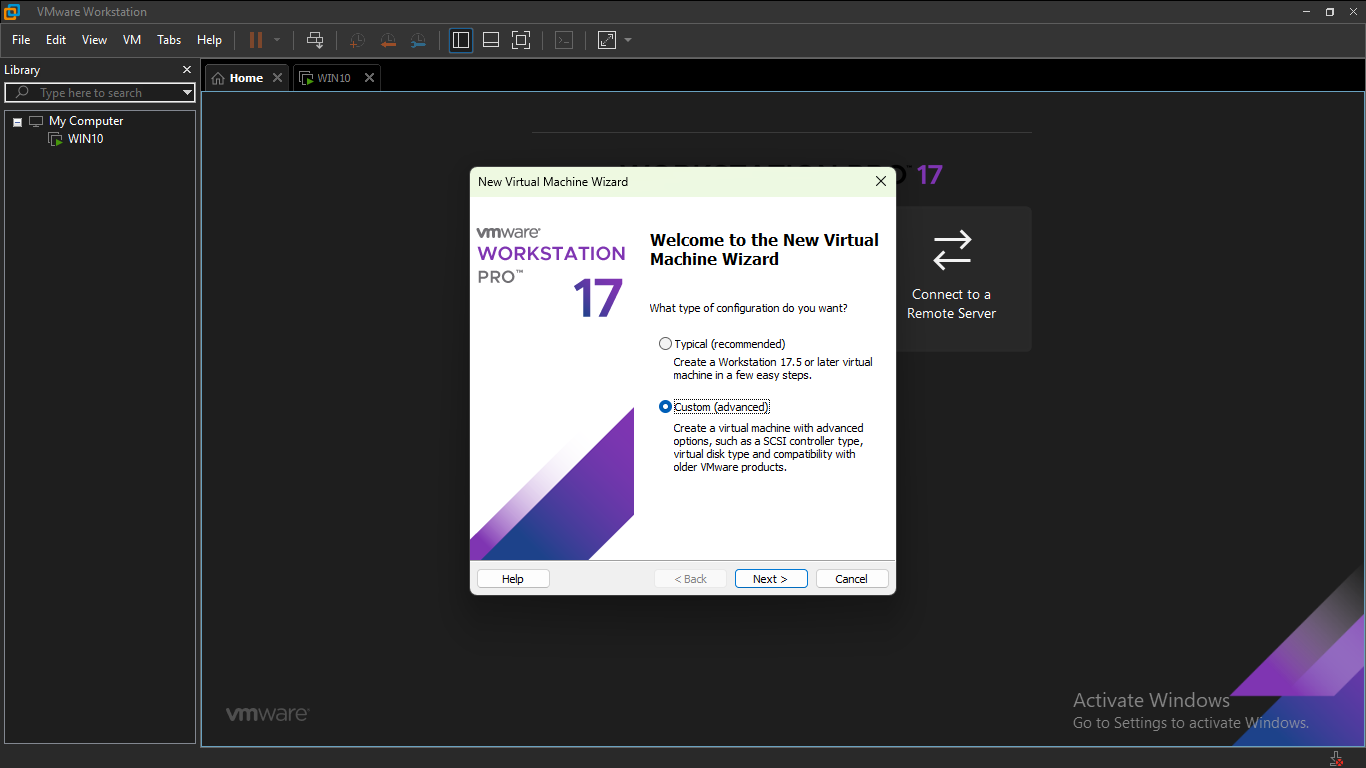 VMware Workstation
File Edit View VM Tabs Help
Library
Home WIN10
Type here to search
My Computer
WIN10
17
Connect to a
Remote Server
New Virtual Machine Wizard
vmware®
WORKSTATION
PRO™
17
Welcome to the New Virtual
Machine Wizard
What type of configuration do you want?
Typical (recommended)
Create a Workstation 17.5 or later virtual
machine in a few easy steps.
Custom (advanced)
Create a virtual machine with advanced
options, such as a SCSI controller type,
virtual disk type and compatibility with
older VMware products.
Help < Back Next > Cancel
vmware®
Activate Windows
Go to Settings to activate Windows.